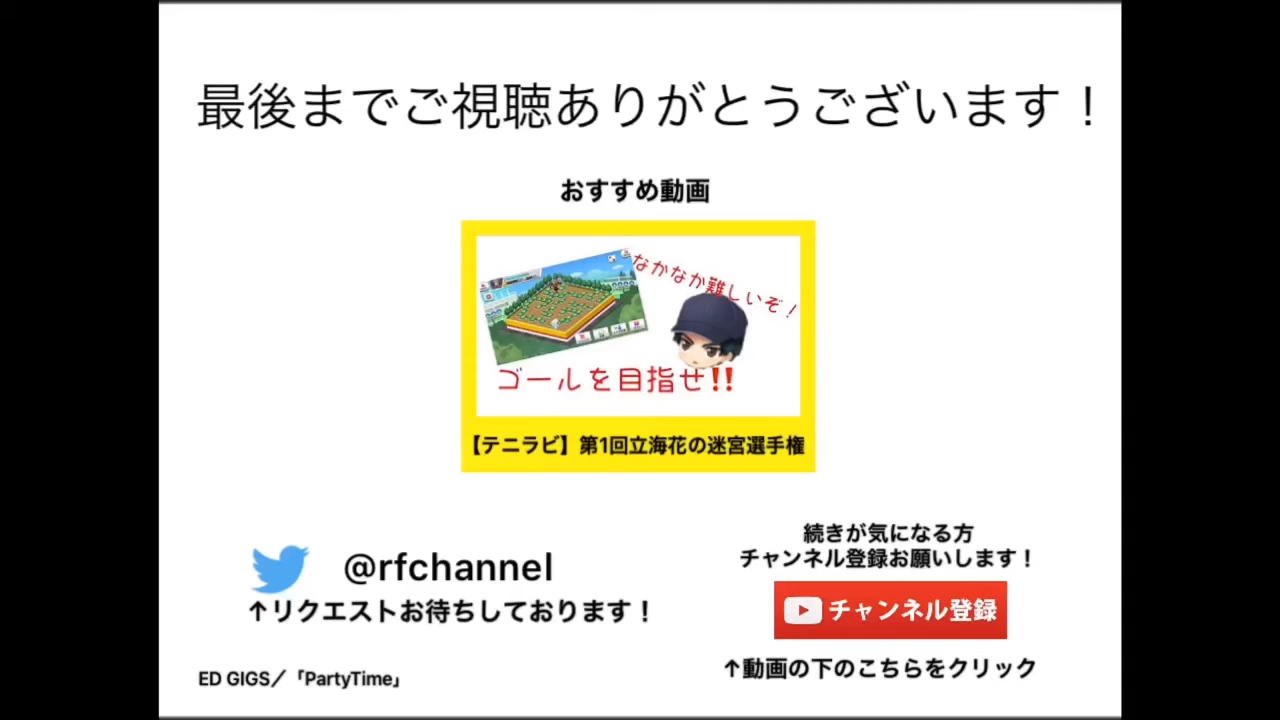 最後までご視聴ありがとうございます！
おすすめ動画
なかなか難しいぞ！
ゴールを目指せ!!
【テニラビ】第1回立海花の迷宮選手権
@rfchannel
↑リクエストお待ちしております！
続きが気になる方
チャンネル登録お願いします！
チャンネル登録
↑動画の下のこちらをクリック
ED GIGS／「PartyTime」